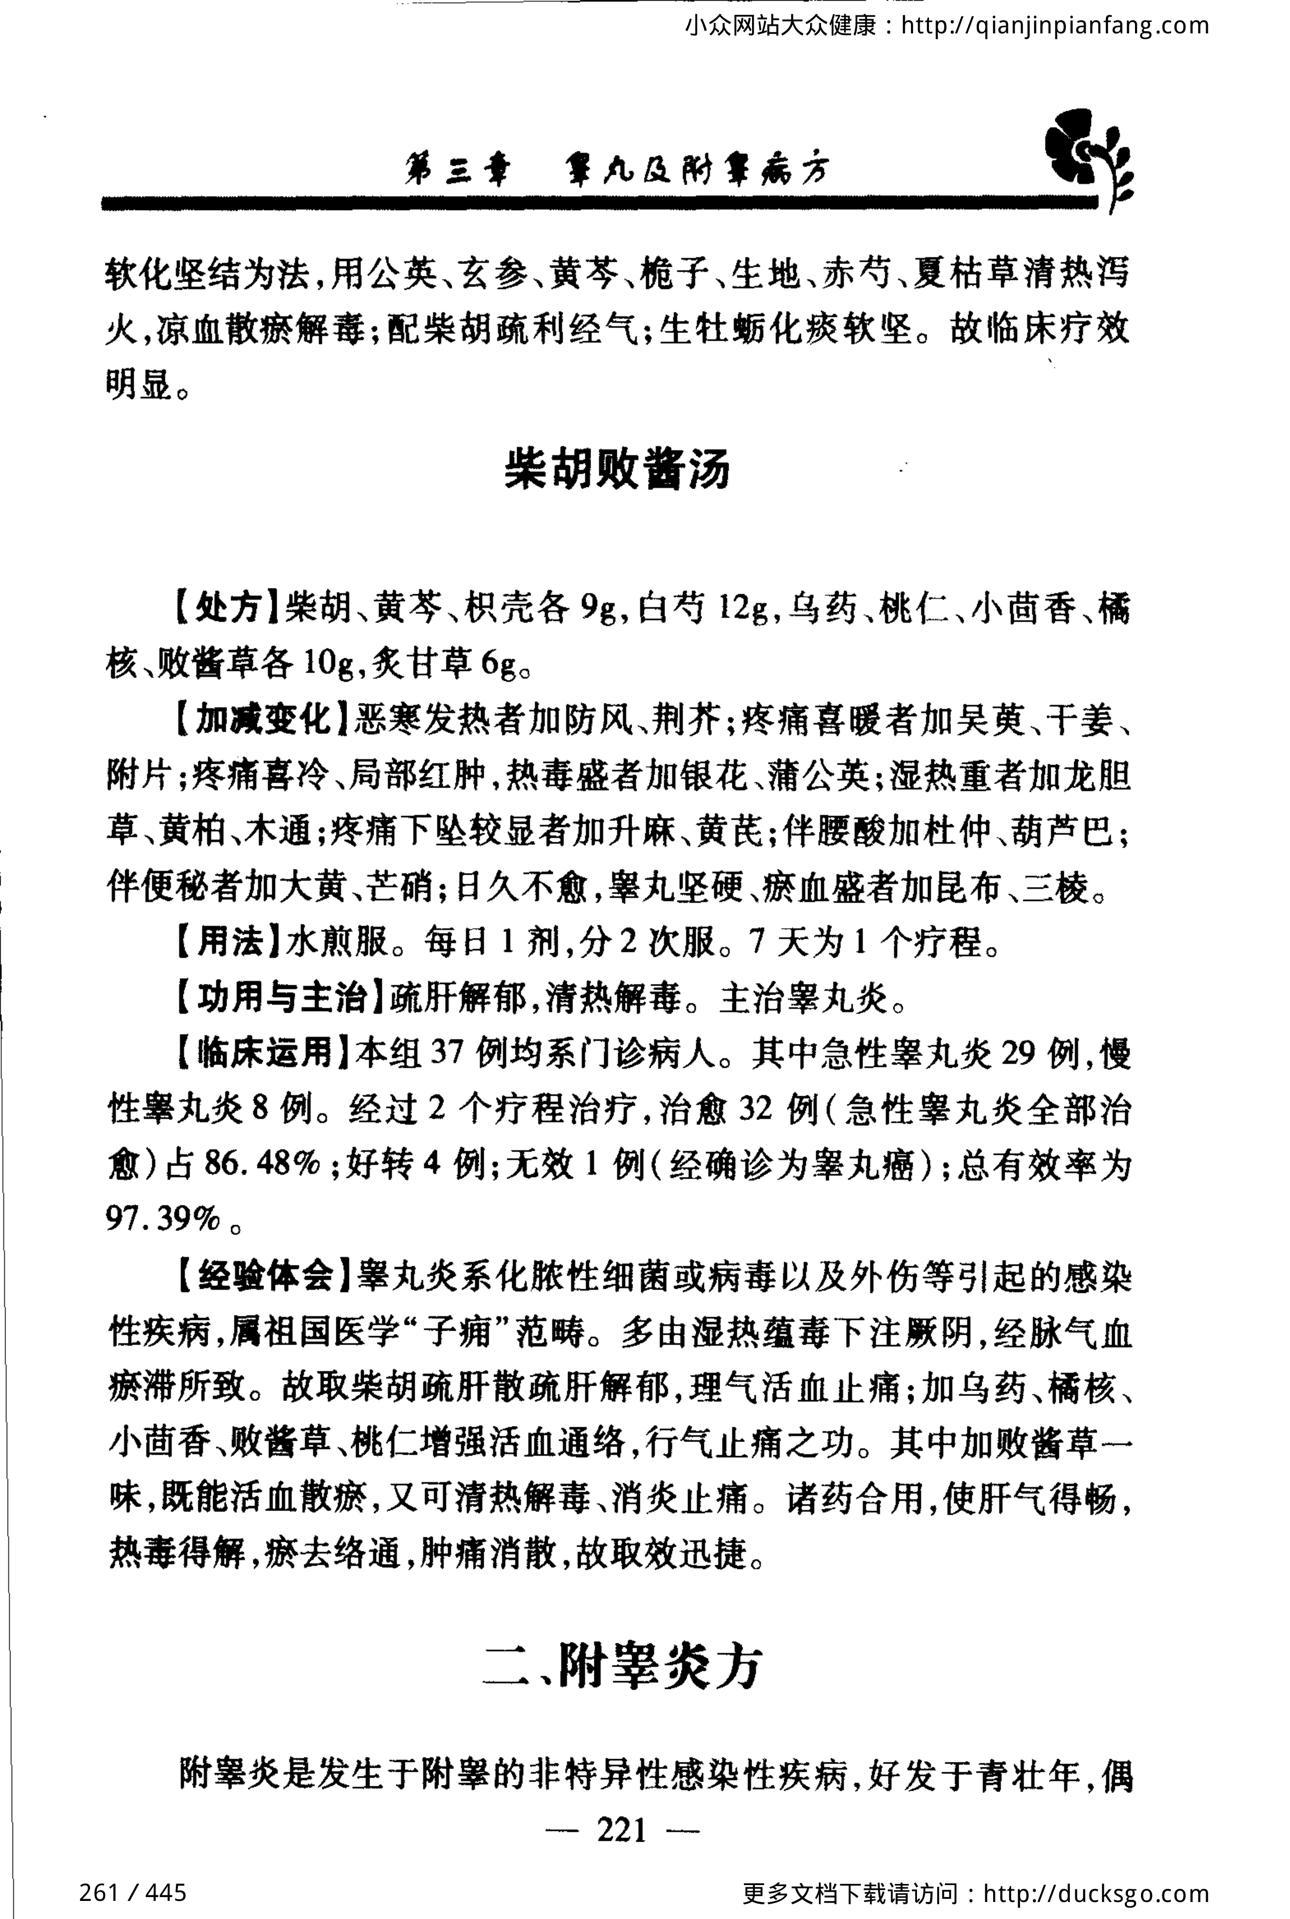 小众网站大众健康：http://qianjinpianfang.com
第三章 睾丸及附睾病方
软化坚结为法,用公英、玄参、黄芩、栀子、生地、赤芍、夏枯草清热泻
火,凉血散瘀解毒;配柴胡疏利经气;生牡蛎化痰软坚。故临床疗效
明显。
柴胡败酱汤
【处方】柴胡、黄芩、枳壳各 9g,白芍 12g,乌药、桃仁、小茴香、橘
核、败酱草各 10g,炙甘草 6g。
【加减变化】恶寒发热者加防风、荆芥;疼痛喜暖者加吴萸、干姜、
附片;疼痛喜冷、局部红肿,热毒盛者加银花、蒲公英;湿热重者加龙胆
草、黄柏、木通;疼痛下坠较显者加升麻、黄芪;伴腰酸加杜仲、葫芦巴;
伴便秘者加大黄、芒硝;日久不愈,睾丸坚硬、瘀血盛者加昆布、三棱。
【用法】水煎服。每日 1 剂,分 2 次服。7 天为 1 个疗程。
【功用与主治】疏肝解郁,清热解毒。主治睾丸炎。
【临床运用】本组 37 例均系门诊病人。其中急性睾丸炎 29 例,慢
性睾丸炎 8 例。经过 2 个疗程治疗,治愈 32 例(急性睾丸炎全部治
愈)占 86.48%;好转 4 例;无效 1 例(经确诊为睾丸癌);总有效率为
97.39%。
【经验体会】睾丸炎系化脓性细菌或病毒以及外伤等引起的感染
性疾病,属祖国医学“子痈”范畴。多由湿热蕴毒下注厥阴,经脉气血
瘀滞所致。故取柴胡疏肝散疏肝解郁,理气活血止痛;加乌药、橘核、
小茴香、败酱草、桃仁增强活血通络,行气止痛之功。其中加败酱草一
味,既能活血散瘀,又可清热解毒、消炎止痛。诸药合用,使肝气得畅,
热毒得解,瘀去络通,肿痛消散,故取效迅捷。
二、附睾炎方
附睾炎是发生于附睾的非特异性感染性疾病,好发于青壮年,偶
— 221 —
261 / 445
更多文档下载请访问：http://ducksgo.com